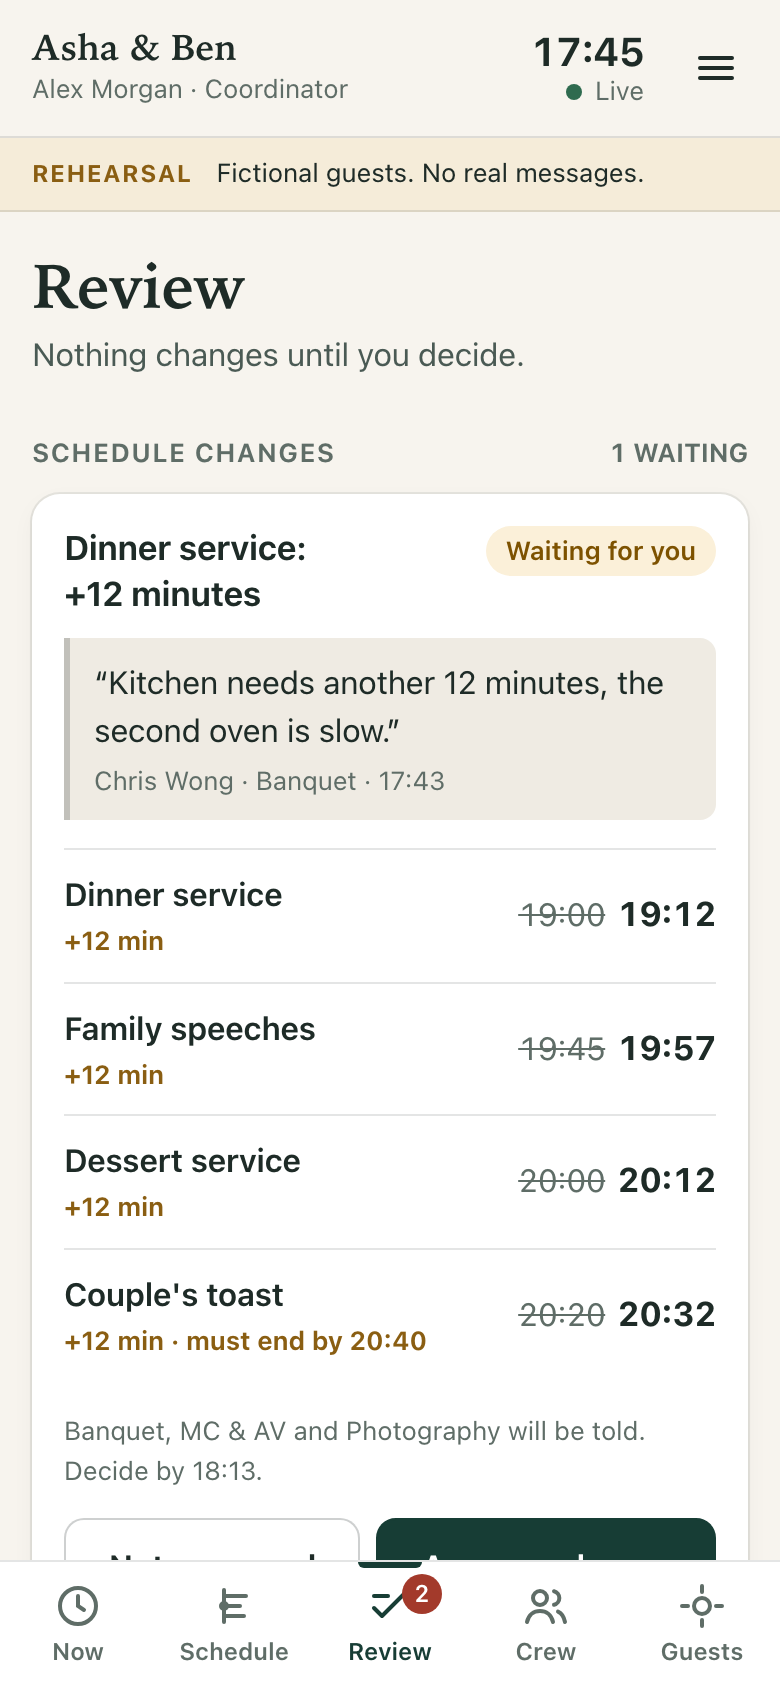 Asha & Ben
Alex Morgan · Coordinator
17:45
Live
REHEARSAL Fictional guests. No real messages.
Review
Nothing changes until you decide.
SCHEDULE CHANGES
1 WAITING
Dinner service:
+12 minutes
Waiting for you
“Kitchen needs another 12 minutes, the
second oven is slow.”
Chris Wong · Banquet · 17:43
Dinner service
+12 min
19:00 19:12
Family speeches
+12 min
19:45 19:57
Dessert service
+12 min
20:00 20:12
Couple's toast
+12 min · must end by 20:40
20:20 20:32
Banquet, MC & AV and Photography will be told.
Decide by 18:13.
2
Now
Schedule
Review
Crew
Guests